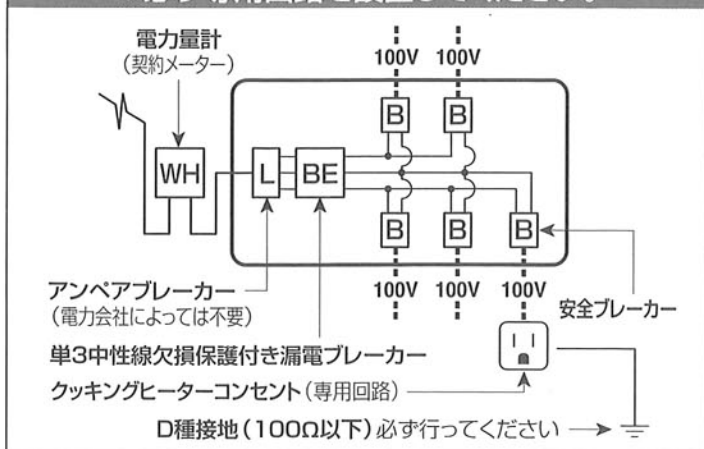 電力量計
(契約メーター)
100V 100V
B B
WH L BE
B B B
100V 100V 100V
アンペアブレーカー
(電力会社によっては不要)
安全ブレーカー
単3中性線欠損保護付き漏電ブレーカー
クッキングヒーターコンセント(専用回路)
D種接地(100Ω以下)必ず行ってください